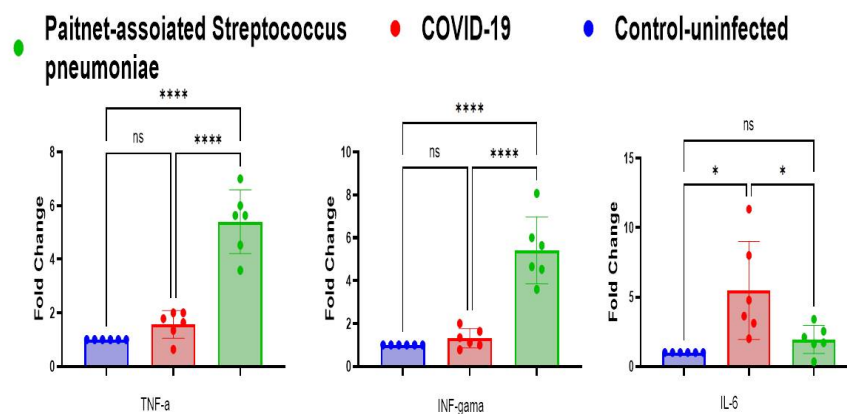 Paitnet-assoiated Streptococcus
pneumoniae
COVID-19
Control-uninfected
****
ns
****
Fold Change
8
6
4
2
0
TNF-a
****
ns
****
Fold Change
10
8
6
4
2
0
INF-gama
ns
*
*
Fold Change
15
10
5
0
IL-6